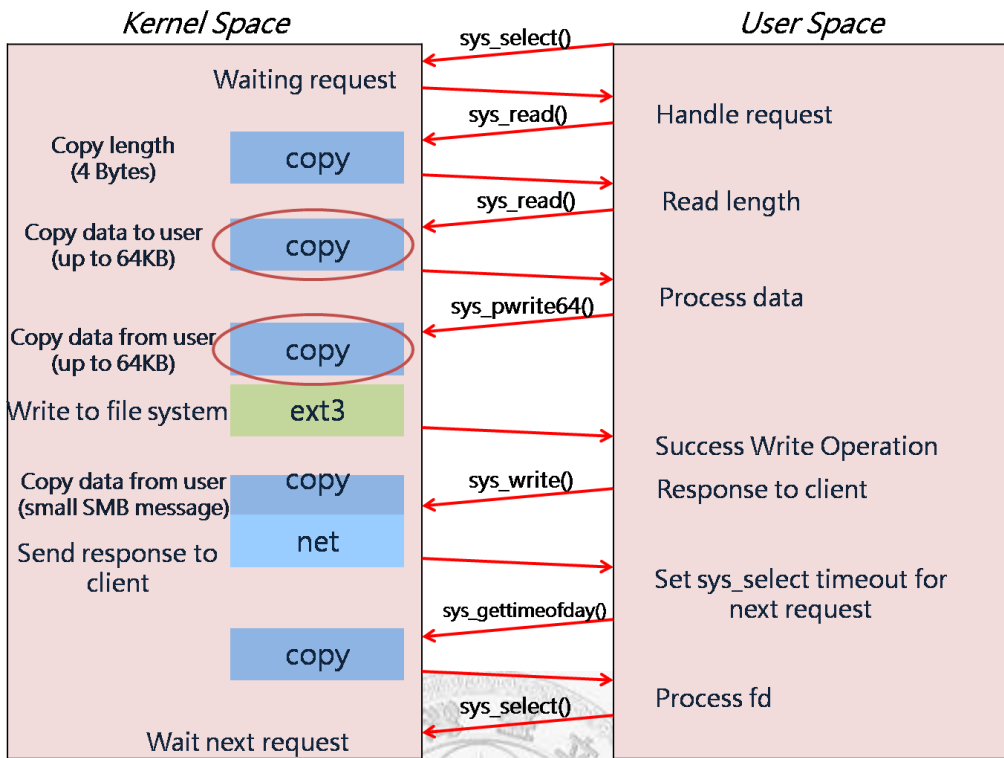 Kernel Space
User Space
sys_select()
Waiting request
sys_read()
Handle request
Copy length
(4 Bytes)
copy
Read length
sys_read()
Copy data to user
(up to 64KB)
copy
Process data
sys_pwrite64()
Copy data from user
(up to 64KB)
copy
Write to file system
ext3
Success Write Operation
Copy data from user
(small SMB message)
copy
sys_write()
Response to client
Send response to
client
net
Set sys_select timeout for
next request
sys_gettimeofday()
copy
Process fd
sys_select()
Wait next request